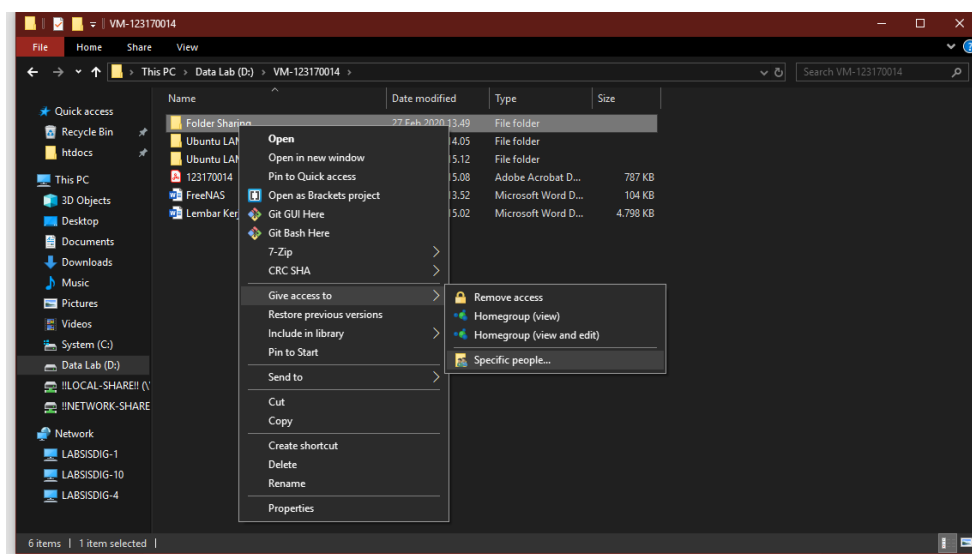 VM-123170014
File Home Share View
This PC > Data Lab (D:) > VM-123170014 >
Search VM-123170014
Name Date modified Type Size
Quick access
Recycle Bin
htdocs
This PC
3D Objects
Desktop
Documents
Downloads
Music
Pictures
Videos
System (C:)
Data Lab (D:)
!!LOCAL-SHARE!! (\
!!NETWORK-SHARE
Network
LABSISDIG-1
LABSISDIG-10
LABSISDIG-4
Folder Sharing 27 Feb 2020 13.49 File folder
Ubuntu LAN 14.05 File folder
Ubuntu LAN 15.12 File folder
123170014 15.08 Adobe Acrobat D... 787 KB
FreeNAS 13.52 Microsoft Word D... 104 KB
Lembar Ker 15.02 Microsoft Word D... 4.798 KB
Open
Open in new window
Pin to Quick access
Open as Brackets project
Git GUI Here
Git Bash Here
7-Zip
CRC SHA
Give access to
Restore previous versions
Include in library
Pin to Start
Send to
Cut
Copy
Create shortcut
Delete
Rename
Properties
Remove access
Homegroup (view)
Homegroup (view and edit)
Specific people...
6 items | 1 item selected |